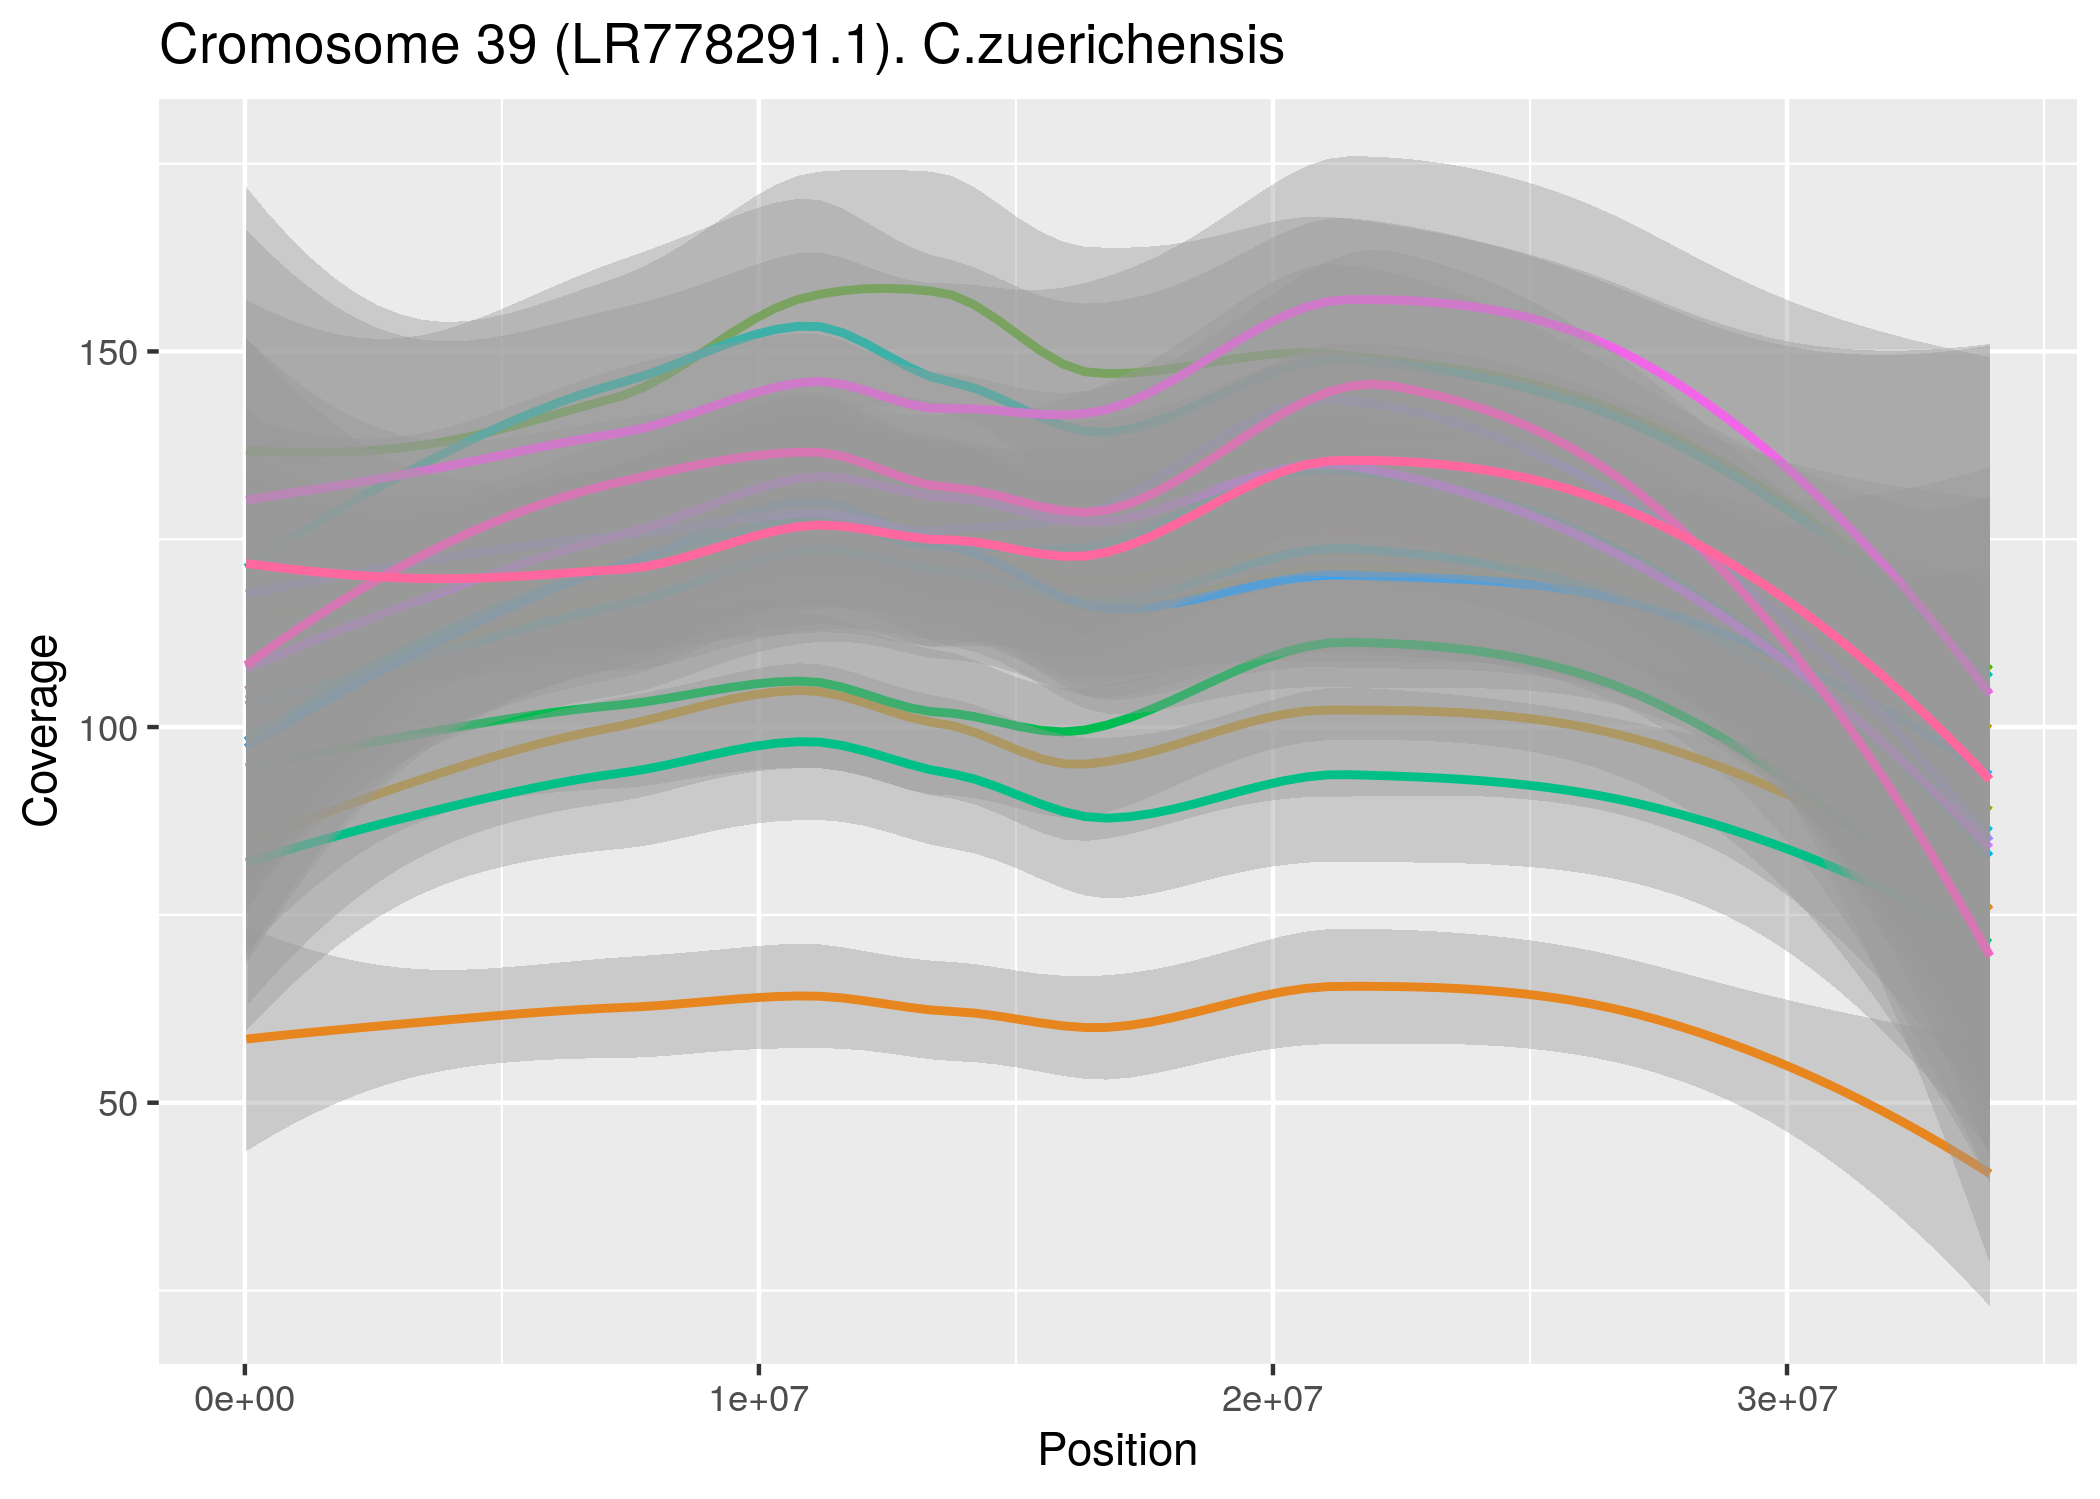 Cromosome 39 (LR778291.1). C.zuerichensis
150
100
50
Coverage
0e+00
1e+07
2e+07
3e+07
Position